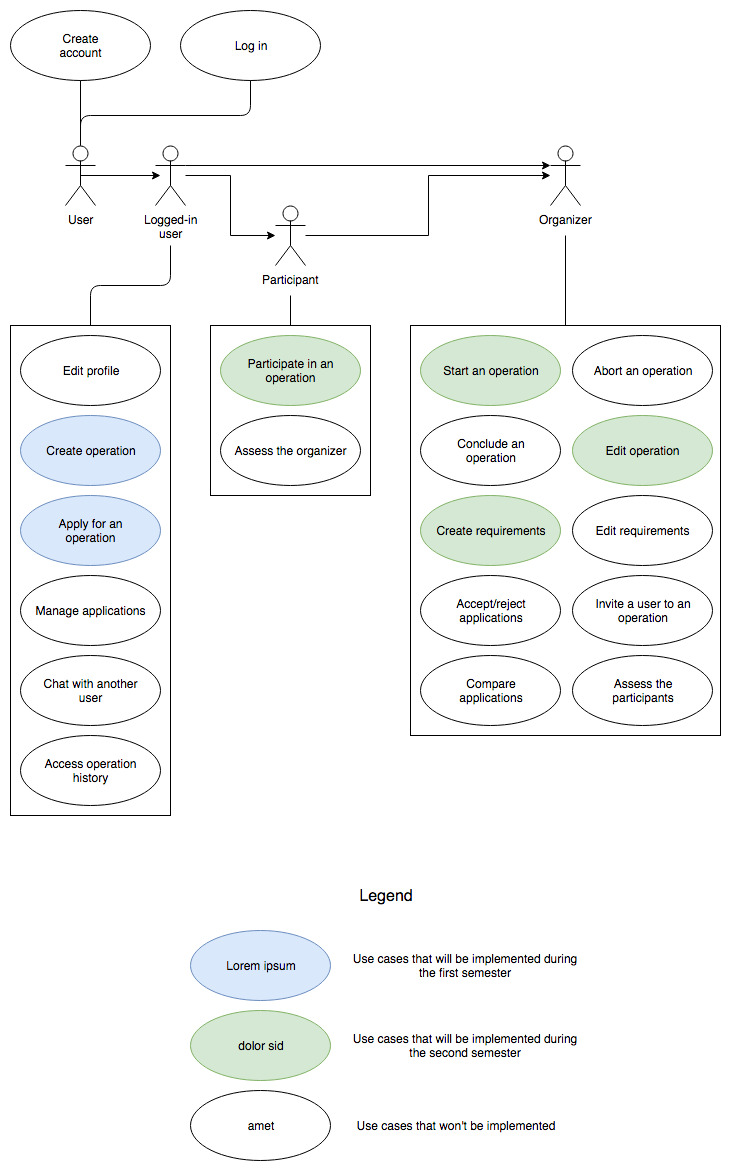 Create
account
Log in
User
Logged-in
user
Participant
Organizer
Edit profile
Create operation
Apply for an
operation
Manage applications
Chat with another
user
Access operation
history
Participate in an
operation
Assess the organizer
Start an operation
Abort an operation
Conclude an
operation
Edit operation
Create requirements
Edit requirements
Accept/reject
applications
Invite a user to an
operation
Compare
applications
Assess the
participants
Legend
Lorem ipsum
Use cases that will be implemented during
the first semester
dolor sid
Use cases that will be implemented during
the second semester
amet
Use cases that won't be implemented